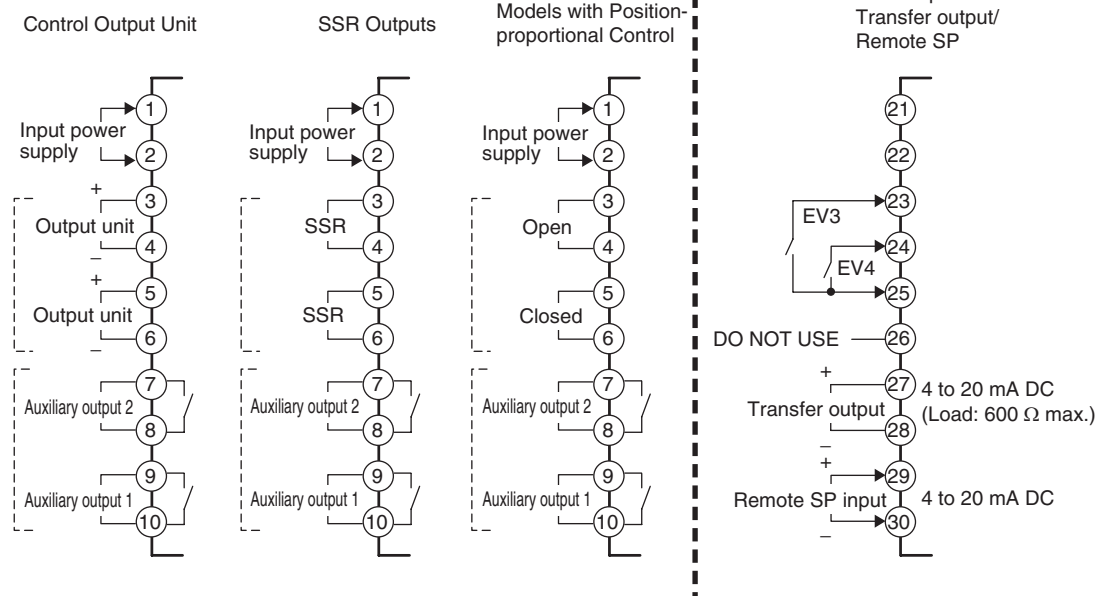 Control Output Unit
Input power
supply
1
2
+
3
Output unit
4
–
+
5
Output unit
6
–
7
Auxiliary output 2
8
9
Auxiliary output 1
10
SSR Outputs
Input power
supply
1
2
3
SSR
4
5
SSR
6
7
Auxiliary output 2
8
9
Auxiliary output 1
10
Models with Position-
proportional Control
Input power
supply
1
2
3
Open
4
5
Closed
6
7
Auxiliary output 2
8
9
Auxiliary output 1
10
Transfer output/
Remote SP
21
22
23
EV3
24
EV4
25
DO NOT USE
26
+
27
4 to 20 mA DC
Transfer output
(Load: 600 Ω max.)
28
–
+
29
Remote SP input
4 to 20 mA DC
30
–